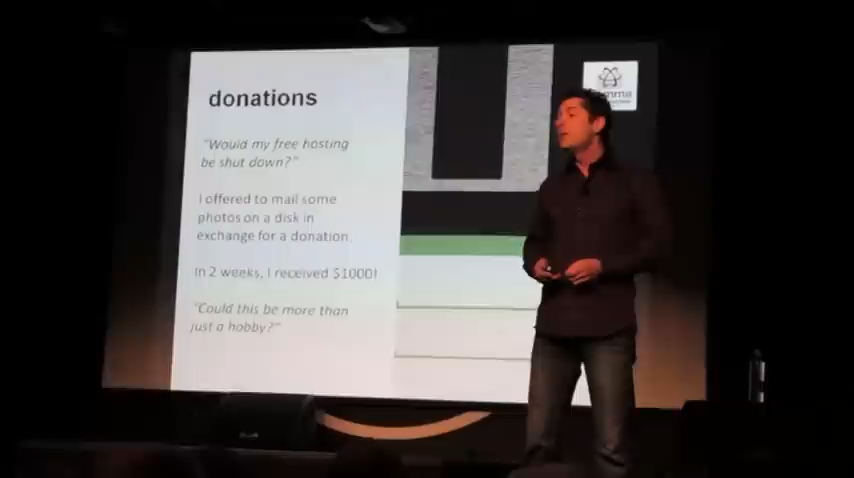 donations
“Would my free hosting
be shut down?”
I offered to mail some
photos on a disk in
exchange for a donation.
In 2 weeks, I received $1000!
“Could this be more than
just a hobby?”